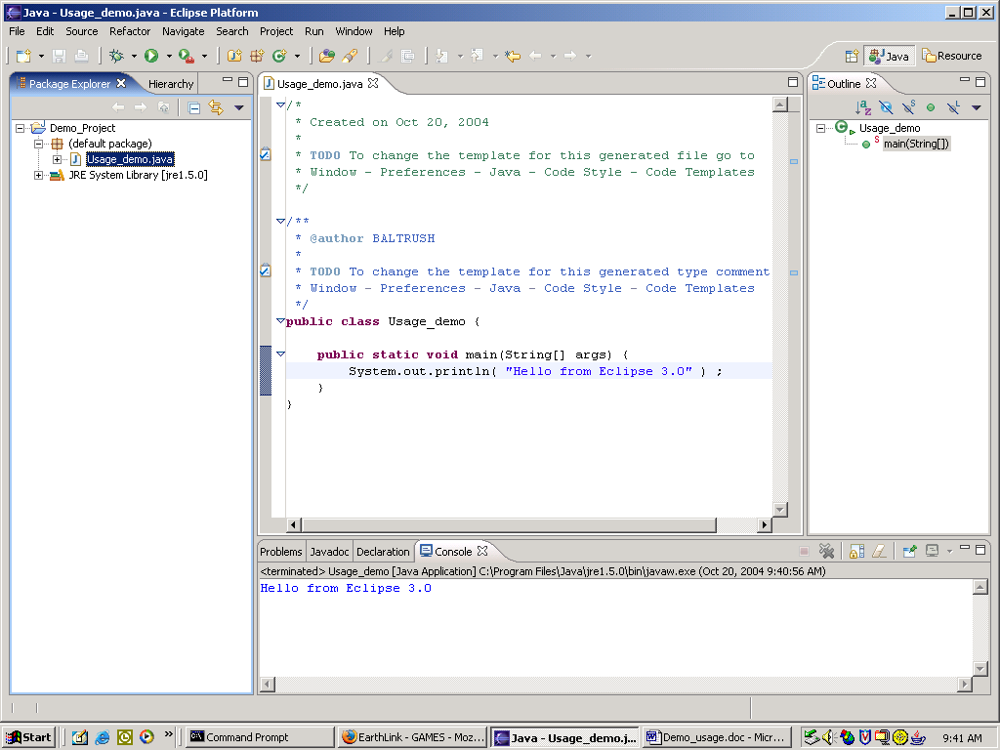 Java - Usage_demo.java - Eclipse Platform
File Edit Source Refactor Navigate Search Project Run Window Help
Java Resource
Package Explorer Hierarchy
Demo_Project
(default package)
Usage_demo.java
JRE System Library [jre1.5.0]
Usage_demo.java
/*
* Created on Oct 20, 2004
*
* TODO To change the template for this generated file go to
* Window - Preferences - Java - Code Style - Code Templates
*/
/**
* @author BALTRUSH
*
* TODO To change the template for this generated type comment
* Window - Preferences - Java - Code Style - Code Templates
*/
public class Usage_demo {
public static void main(String[] args) {
System.out.println( "Hello from Eclipse 3.0" ) ;
}
}
Outline
Usage_demo
main(String[])
Problems Javadoc Declaration Console
<terminated> Usage_demo [Java Application] C:\Program Files\Java\jre1.5.0\bin\javaw.exe (Oct 20, 2004 9:40:56 AM)
Hello from Eclipse 3.0
Start » Command Prompt EarthLink - GAMES - Moz... Java - Usage_demo.j... Demo_usage.doc - Micr... 9:41 AM